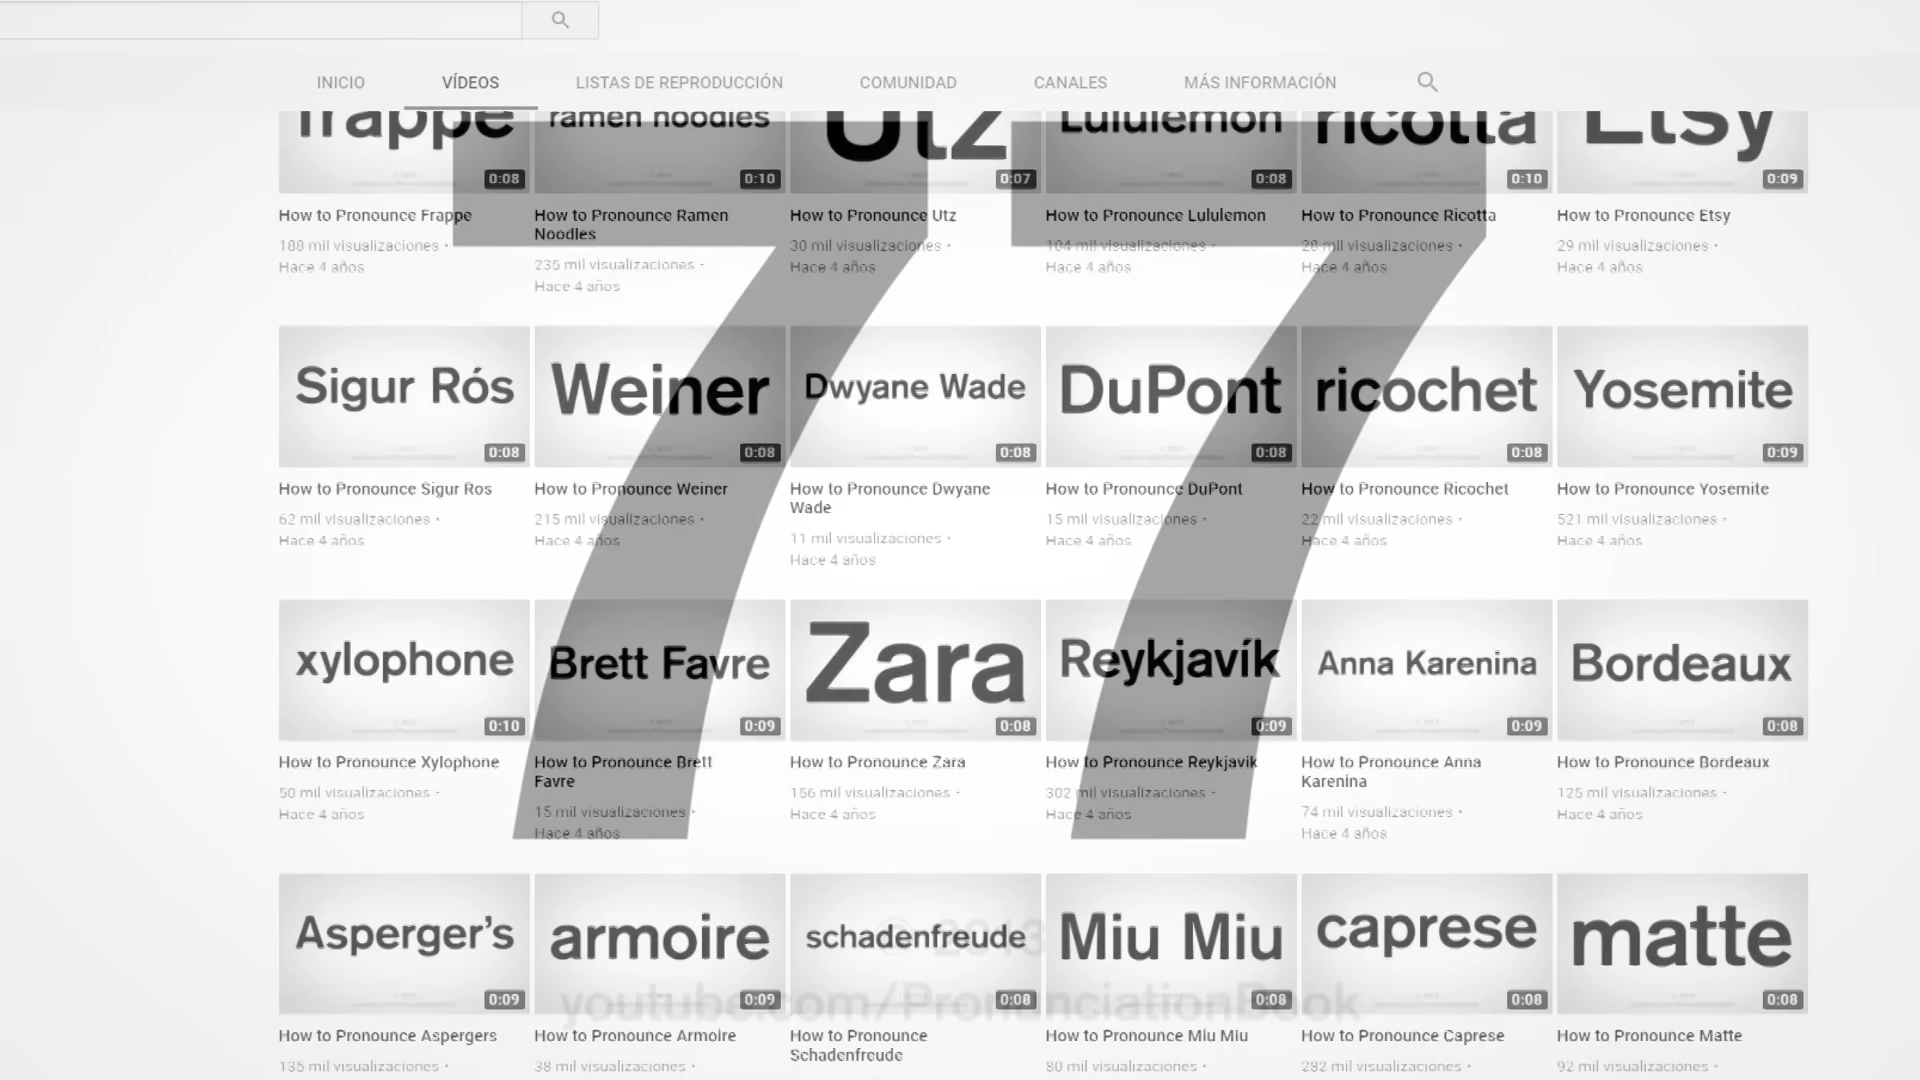 INICIO VÍDEOS LISTAS DE REPRODUCCIÓN COMUNIDAD CANALES MÁS INFORMACIÓN
frappe ramen noodles Utz Lululemon ricotta Etsy
0:08 0:10 0:07 0:08 0:10 0:09
How to Pronounce Frappe
188 mil visualizaciones ·
Hace 4 años
How to Pronounce Ramen
Noodles
235 mil visualizaciones ·
Hace 4 años
How to Pronounce Utz
30 mil visualizaciones ·
Hace 4 años
How to Pronounce Lululemon
104 mil visualizaciones ·
Hace 4 años
How to Pronounce Ricotta
28 mil visualizaciones ·
Hace 4 años
How to Pronounce Etsy
29 mil visualizaciones ·
Hace 4 años
77
Sigur Rós Weiner Dwyane Wade DuPont ricochet Yosemite
0:08 0:08 0:08 0:08 0:08 0:09
How to Pronounce Sigur Ros
62 mil visualizaciones ·
Hace 4 años
How to Pronounce Weiner
215 mil visualizaciones ·
Hace 4 años
How to Pronounce Dwyane
Wade
11 mil visualizaciones ·
Hace 4 años
How to Pronounce DuPont
15 mil visualizaciones ·
Hace 4 años
How to Pronounce Ricochet
22 mil visualizaciones ·
Hace 4 años
How to Pronounce Yosemite
521 mil visualizaciones ·
Hace 4 años
xylophone Brett Favre Zara Reykjavík Anna Karenina Bordeaux
0:10 0:09 0:08 0:09 0:09 0:08
How to Pronounce Xylophone
50 mil visualizaciones ·
Hace 4 años
How to Pronounce Brett
Favre
15 mil visualizaciones ·
Hace 4 años
How to Pronounce Zara
156 mil visualizaciones ·
Hace 4 años
How to Pronounce Reykjavik
302 mil visualizaciones ·
Hace 4 años
How to Pronounce Anna
Karenina
74 mil visualizaciones ·
Hace 4 años
How to Pronounce Bordeaux
125 mil visualizaciones ·
Hace 4 años
Asperger's armoire schadenfreude Miu Miu caprese matte
0:09 0:09 0:08 0:08 0:08 0:08
© 2013
youtube.com/PronunciationBook
How to Pronounce Aspergers
135 mil visualizaciones ·
How to Pronounce Armoire
38 mil visualizaciones ·
How to Pronounce
Schadenfreude
How to Pronounce Miu Miu
80 mil visualizaciones ·
How to Pronounce Caprese
282 mil visualizaciones ·
How to Pronounce Matte
92 mil visualizaciones ·